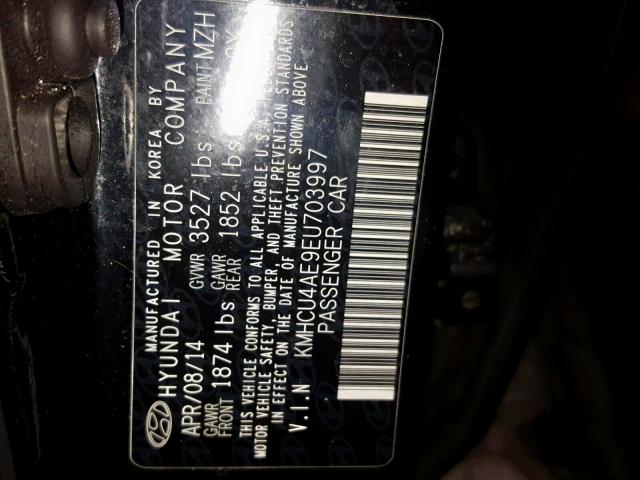 MANUFACTURED IN KOREA BY
HYUNDAI MOTOR COMPANY
APR/08/14 GVWR 3527 lbs PAINT MZH
GAWR FRONT 1874 lbs GAWR REAR 1852 lbs
THIS VEHICLE CONFORMS TO ALL APPLICABLE U.S.A.
MOTOR VEHICLE SAFETY, BUMPER, AND THEFT PREVENTION STANDARDS
IN EFFECT ON THE DATE OF MANUFACTURE SHOWN ABOVE
V.I.N KMHCU4AE9EU703997
PASSENGER CAR